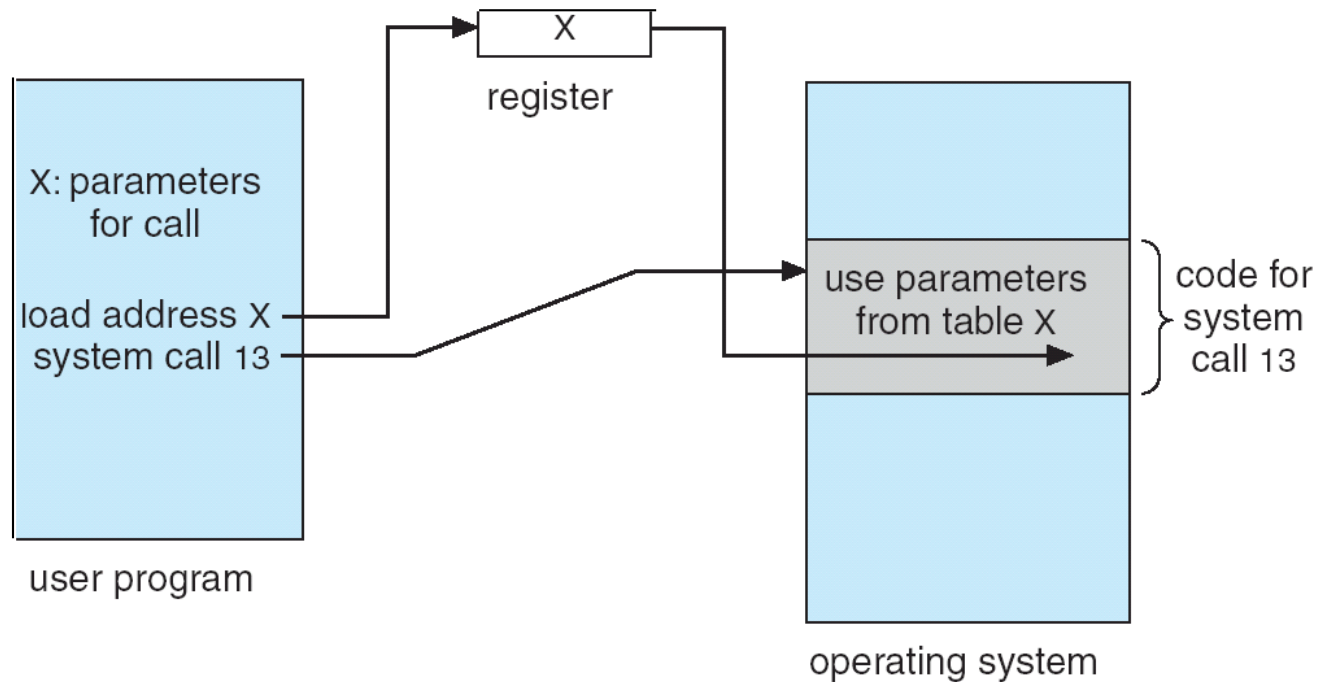 X
register
X: parameters
for call
load address X
system call 13
user program
use parameters
from table X
code for
system
call 13
operating system